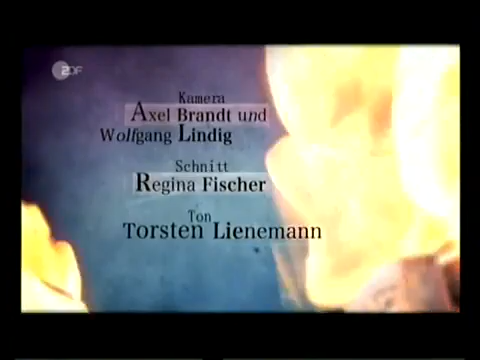 ZDF
Kamera
Axel Brandt und
Wolfgang Lindig
Schnitt
Regina Fischer
Ton
Torsten Lienemann